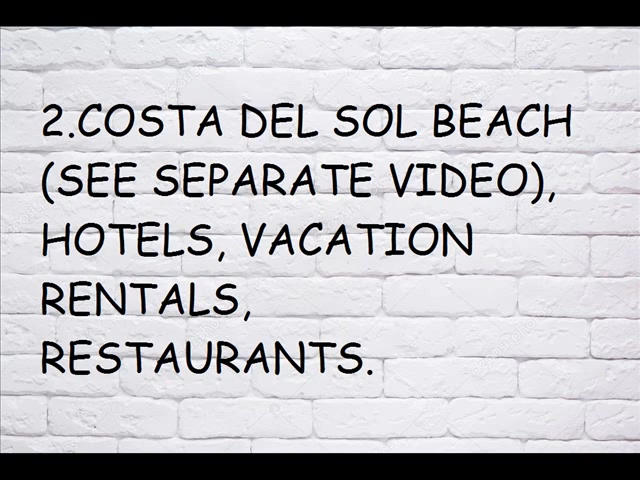 2.COSTA DEL SOL BEACH
(SEE SEPARATE VIDEO),
HOTELS, VACATION
RENTALS,
RESTAURANTS.